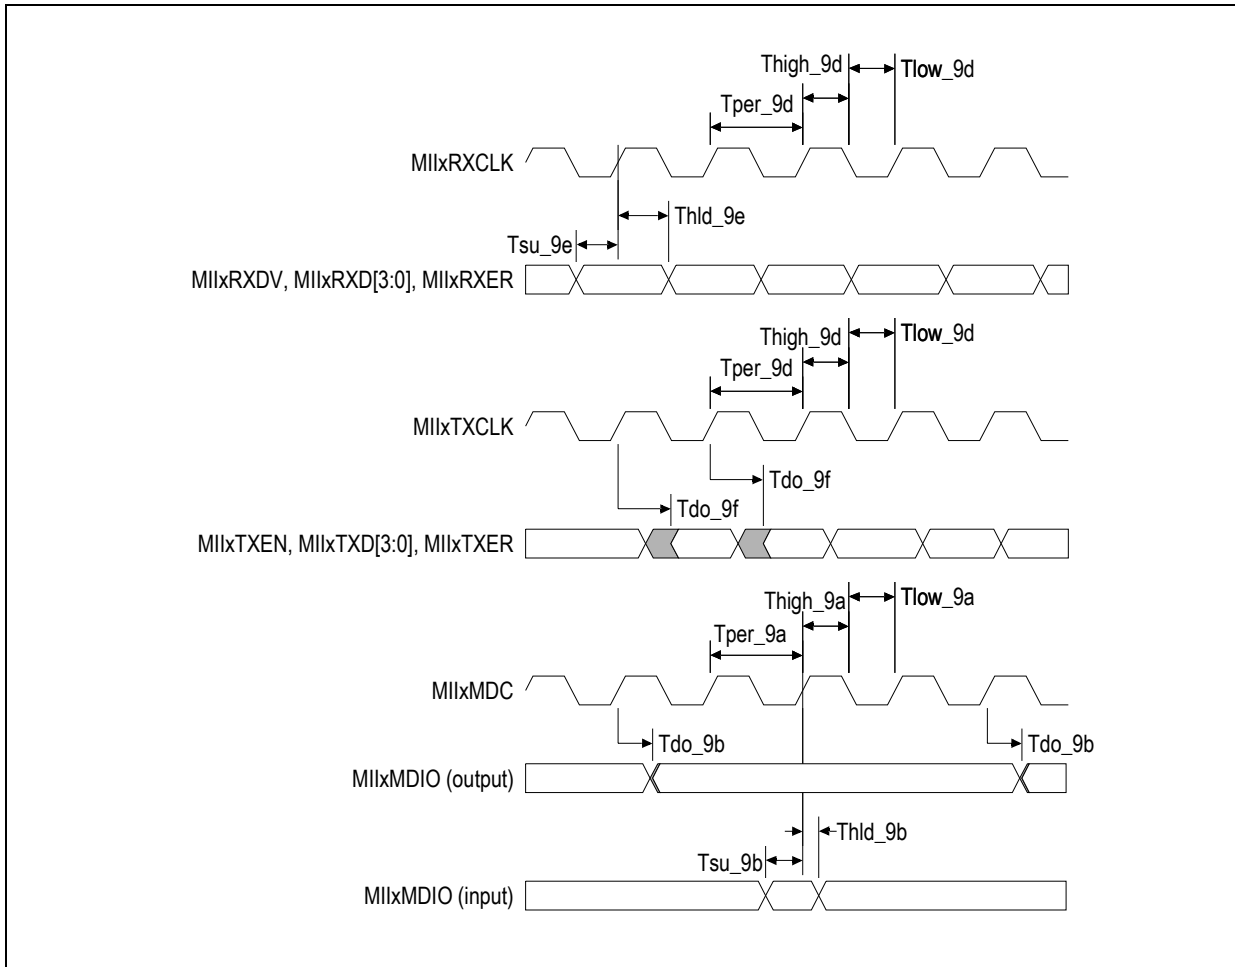 Thigh_9d
Tlow_9d
Tper_9d
MIIxRXCLK
Thld_9e
Tsu_9e
MIIxRXDV, MIIxRXD[3:0], MIIxRXER
Thigh_9d
Tlow_9d
Tper_9d
MIIxTXCLK
Tdo_9f
Tdo_9f
MIIxTXEN, MIIxTXD[3:0], MIIxTXER
Thigh_9a
Tlow_9a
Tper_9a
MIIxMDC
Tdo_9b
Tdo_9b
MIIxMDIO (output)
Thld_9b
Tsu_9b
MIIxMDIO (input)